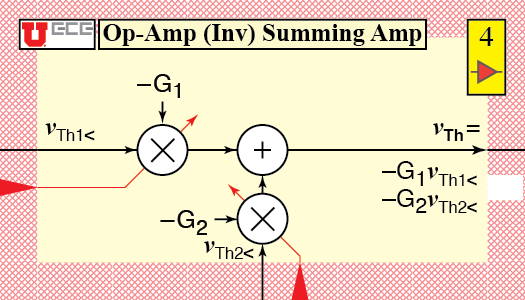 U ECE Op-Amp (Inv) Summing Amp 4
−G1
vTh1<
× +
vTh=
−G1vTh1<
−G2vTh2<
−G2 ×
vTh2<